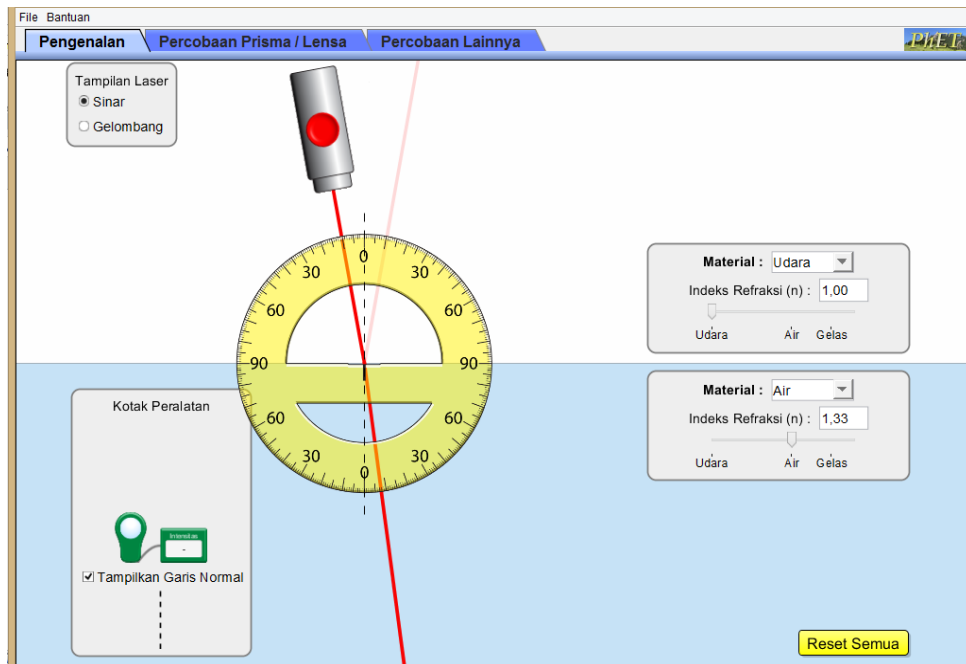 File Bantuan
Pengenalan Percobaan Prisma / Lensa Percobaan Lainnya
PhET
Tampilan Laser
Sinar
Gelombang
0
30 30
60 60
90 90
60 60
30 30
0
Material : Udara
Indeks Refraksi (n) : 1,00
Udara Air Gelas
Material : Air
Indeks Refraksi (n) : 1,33
Udara Air Gelas
Kotak Peralatan
Intensitas
-
Tampilkan Garis Normal
Reset Semua